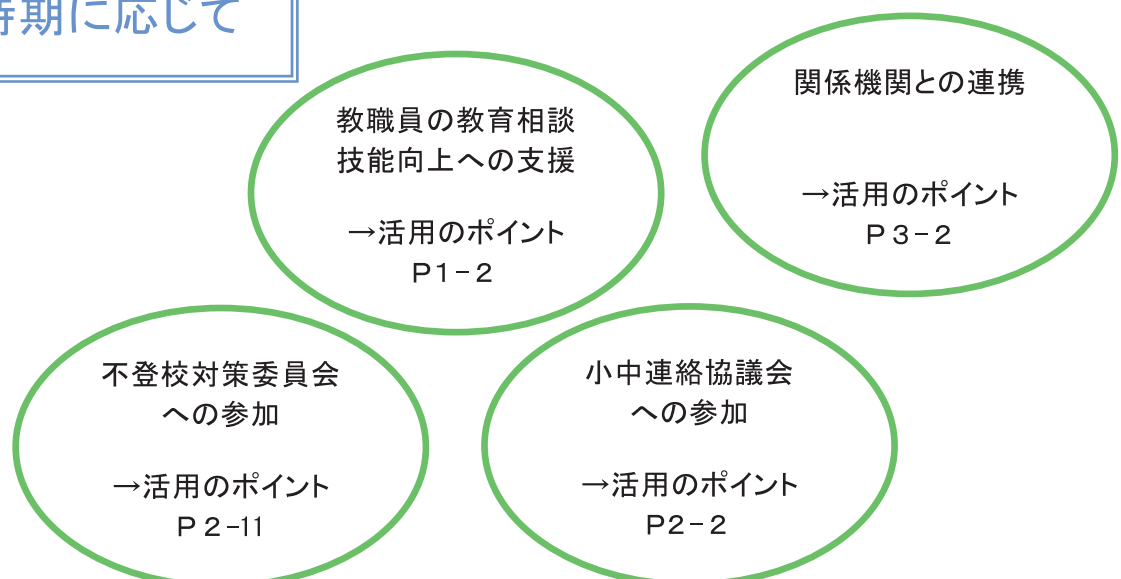 時期に応じて
教職員の教育相談
技能向上への支援
→活用のポイント
P1-2
関係機関との連携
→活用のポイント
P3-2
不登校対策委員会
への参加
→活用のポイント
P2-11
小中連絡協議会
への参加
→活用のポイント
P2-2